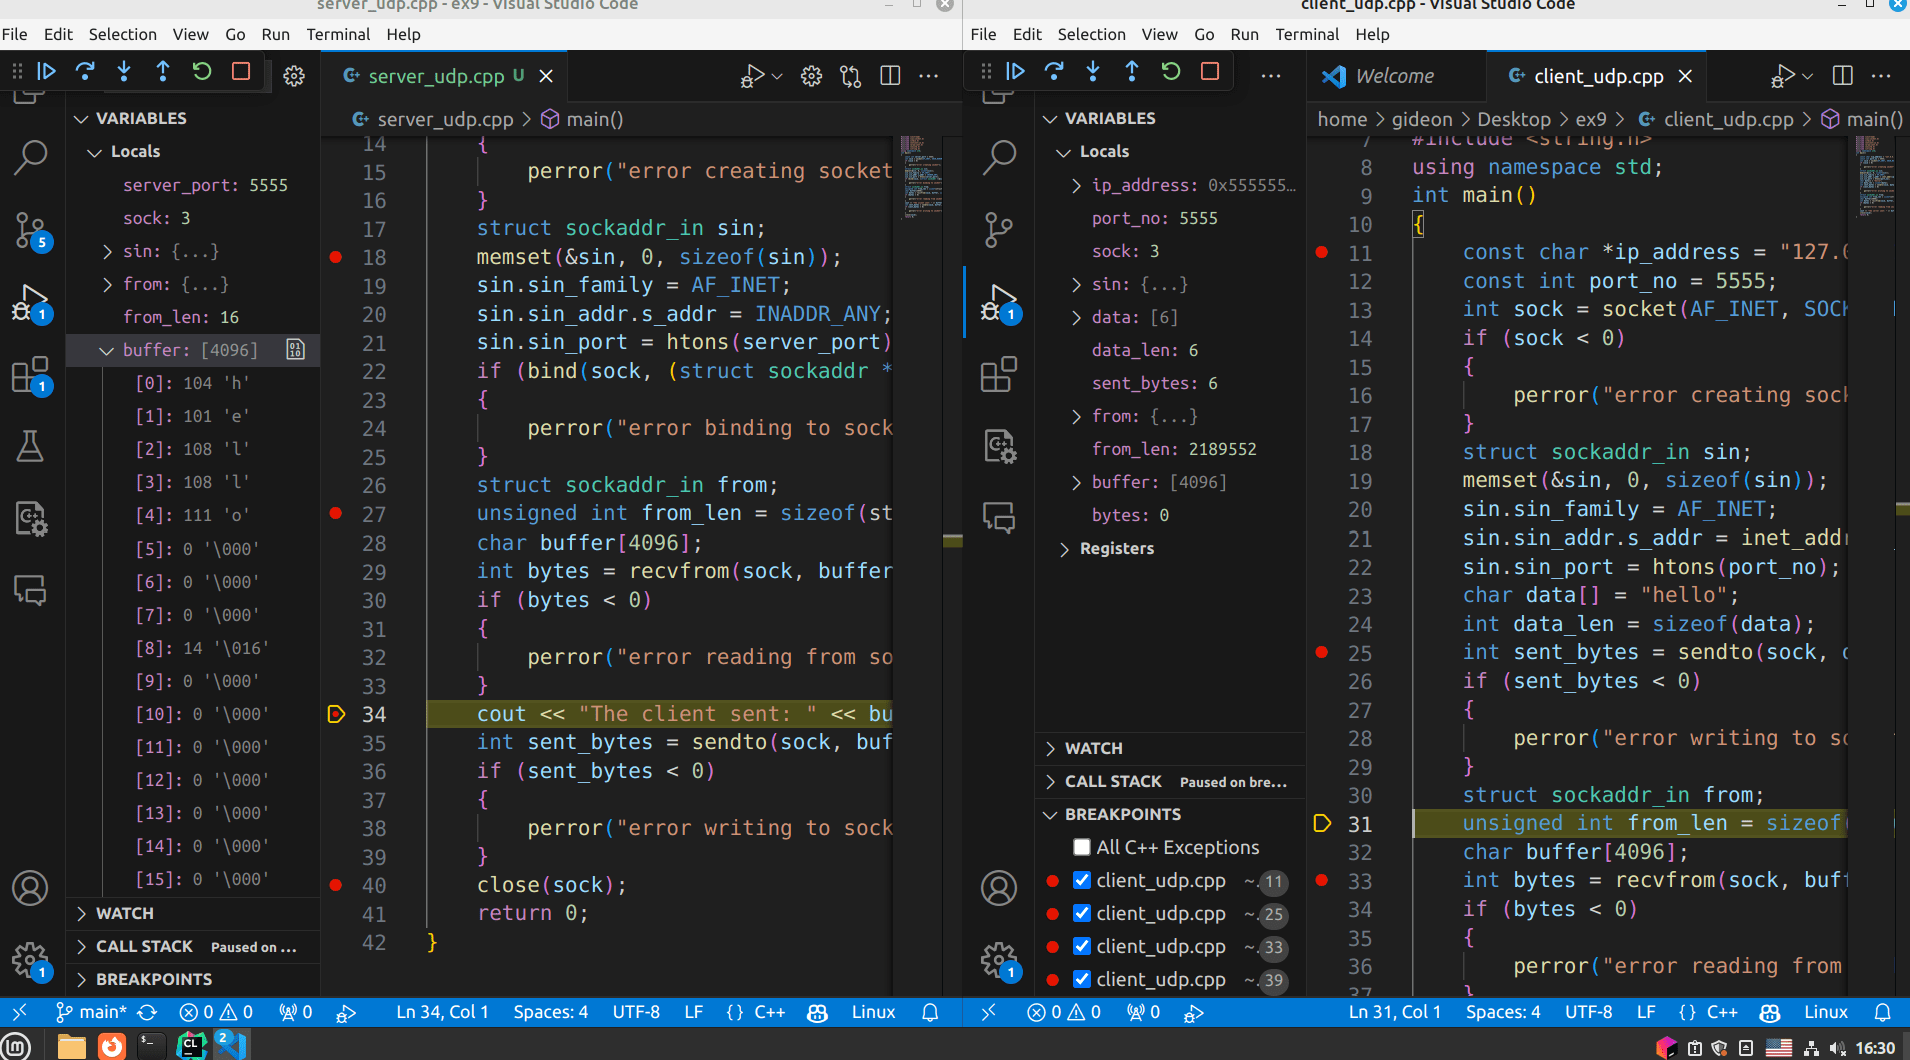 server_udp.cpp - ex9 - Visual Studio Code
File Edit Selection View Go Run Terminal Help
server_udp.cpp U
server_udp.cpp > main()
VARIABLES
Locals
server_port: 5555
sock: 3
sin: {...}
from: {...}
from_len: 16
buffer: [4096]
[0]: 104 'h'
[1]: 101 'e'
[2]: 108 'l'
[3]: 108 'l'
[4]: 111 'o'
[5]: 0 '\000'
[6]: 0 '\000'
[7]: 0 '\000'
[8]: 14 '\016'
[9]: 0 '\000'
[10]: 0 '\000'
[11]: 0 '\000'
[12]: 0 '\000'
[13]: 0 '\000'
[14]: 0 '\000'
[15]: 0 '\000'
WATCH
CALL STACK Paused on ...
BREAKPOINTS
5
1
1
1
14 {
15 perror("error creating socket
16 }
17 struct sockaddr_in sin;
18 memset(&sin, 0, sizeof(sin));
19 sin.sin_family = AF_INET;
20 sin.sin_addr.s_addr = INADDR_ANY;
21 sin.sin_port = htons(server_port)
22 if (bind(sock, (struct sockaddr *
23 {
24 perror("error binding to sock
25 }
26 struct sockaddr_in from;
27 unsigned int from_len = sizeof(st
28 char buffer[4096];
29 int bytes = recvfrom(sock, buffer
30 if (bytes < 0)
31 {
32 perror("error reading from so
33 }
34 cout << "The client sent: " << bu
35 int sent_bytes = sendto(sock, buf
36 if (sent_bytes < 0)
37 {
38 perror("error writing to sock
39 }
40 close(sock);
41 return 0;
42 }
main* 0 0 0 Ln 34, Col 1 Spaces: 4 UTF-8 LF {} C++ Linux
client_udp.cpp - Visual Studio Code
File Edit Selection View Go Run Terminal Help
Welcome client_udp.cpp
home > gideon > Desktop > ex9 > client_udp.cpp > main()
VARIABLES
Locals
ip_address: 0x555555...
port_no: 5555
sock: 3
sin: {...}
data: [6]
data_len: 6
sent_bytes: 6
from: {...}
from_len: 2189552
buffer: [4096]
bytes: 0
Registers
WATCH
CALL STACK Paused on bre...
BREAKPOINTS
All C++ Exceptions
client_udp.cpp ~. 11
client_udp.cpp ~. 25
client_udp.cpp ~. 33
client_udp.cpp ~. 39
1
1
7 #include <string.h>
8 using namespace std;
9 int main()
10 {
11 const char *ip_address = "127.0
12 const int port_no = 5555;
13 int sock = socket(AF_INET, SOCK
14 if (sock < 0)
15 {
16 perror("error creating sock
17 }
18 struct sockaddr_in sin;
19 memset(&sin, 0, sizeof(sin));
20 sin.sin_family = AF_INET;
21 sin.sin_addr.s_addr = inet_addr
22 sin.sin_port = htons(port_no);
23 char data[] = "hello";
24 int data_len = sizeof(data);
25 int sent_bytes = sendto(sock, d
26 if (sent_bytes < 0)
27 {
28 perror("error writing to so
29 }
30 struct sockaddr_in from;
31 unsigned int from_len = sizeof
32 char buffer[4096];
33 int bytes = recvfrom(sock, buff
34 if (bytes < 0)
35 {
36 perror("error reading from
37 }
0 0 0 Ln 31, Col 1 Spaces: 4 UTF-8 LF {} C++ Linux
CL
2
16:30